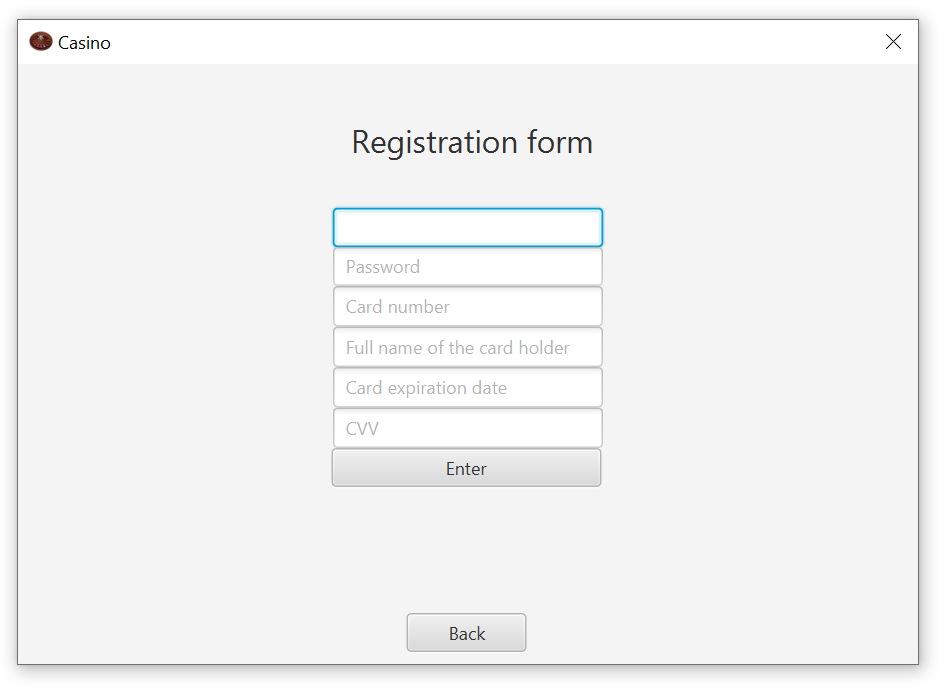 Casino
Registration form
Password
Card number
Full name of the card holder
Card expiration date
CVV
Enter
Back